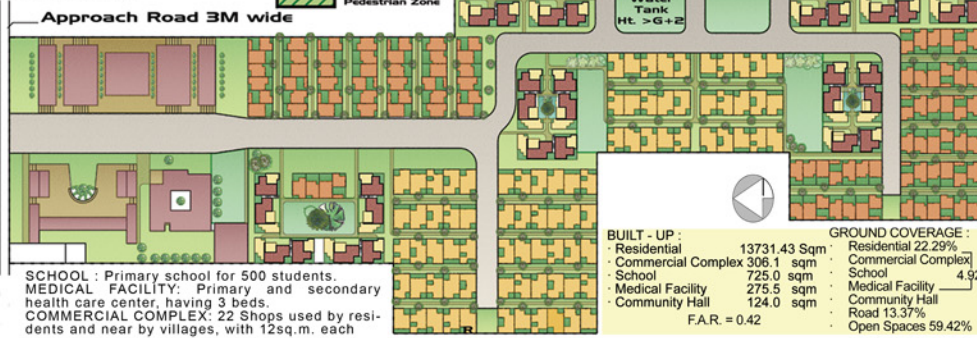 Pedestrian Zone
Approach Road 3M wide
Water
Tank
Ht. >G+2
SCHOOL : Primary school for 500 students.
MEDICAL FACILITY: Primary and secondary
health care center, having 3 beds.
COMMERCIAL COMPLEX: 22 Shops used by resi-
dents and near by villages, with 12sq.m. each
R
BUILT - UP :
· Residential 13731.43 Sqm
· Commercial Complex 306.1 sqm
· School 725.0 sqm
· Medical Facility 275.5 sqm
· Community Hall 124.0 sqm
F.A.R. = 0.42
GROUND COVERAGE :
· Residential 22.29%
· Commercial Complex
· School 4.92
· Medical Facility
· Community Hall
· Road 13.37%
· Open Spaces 59.42%